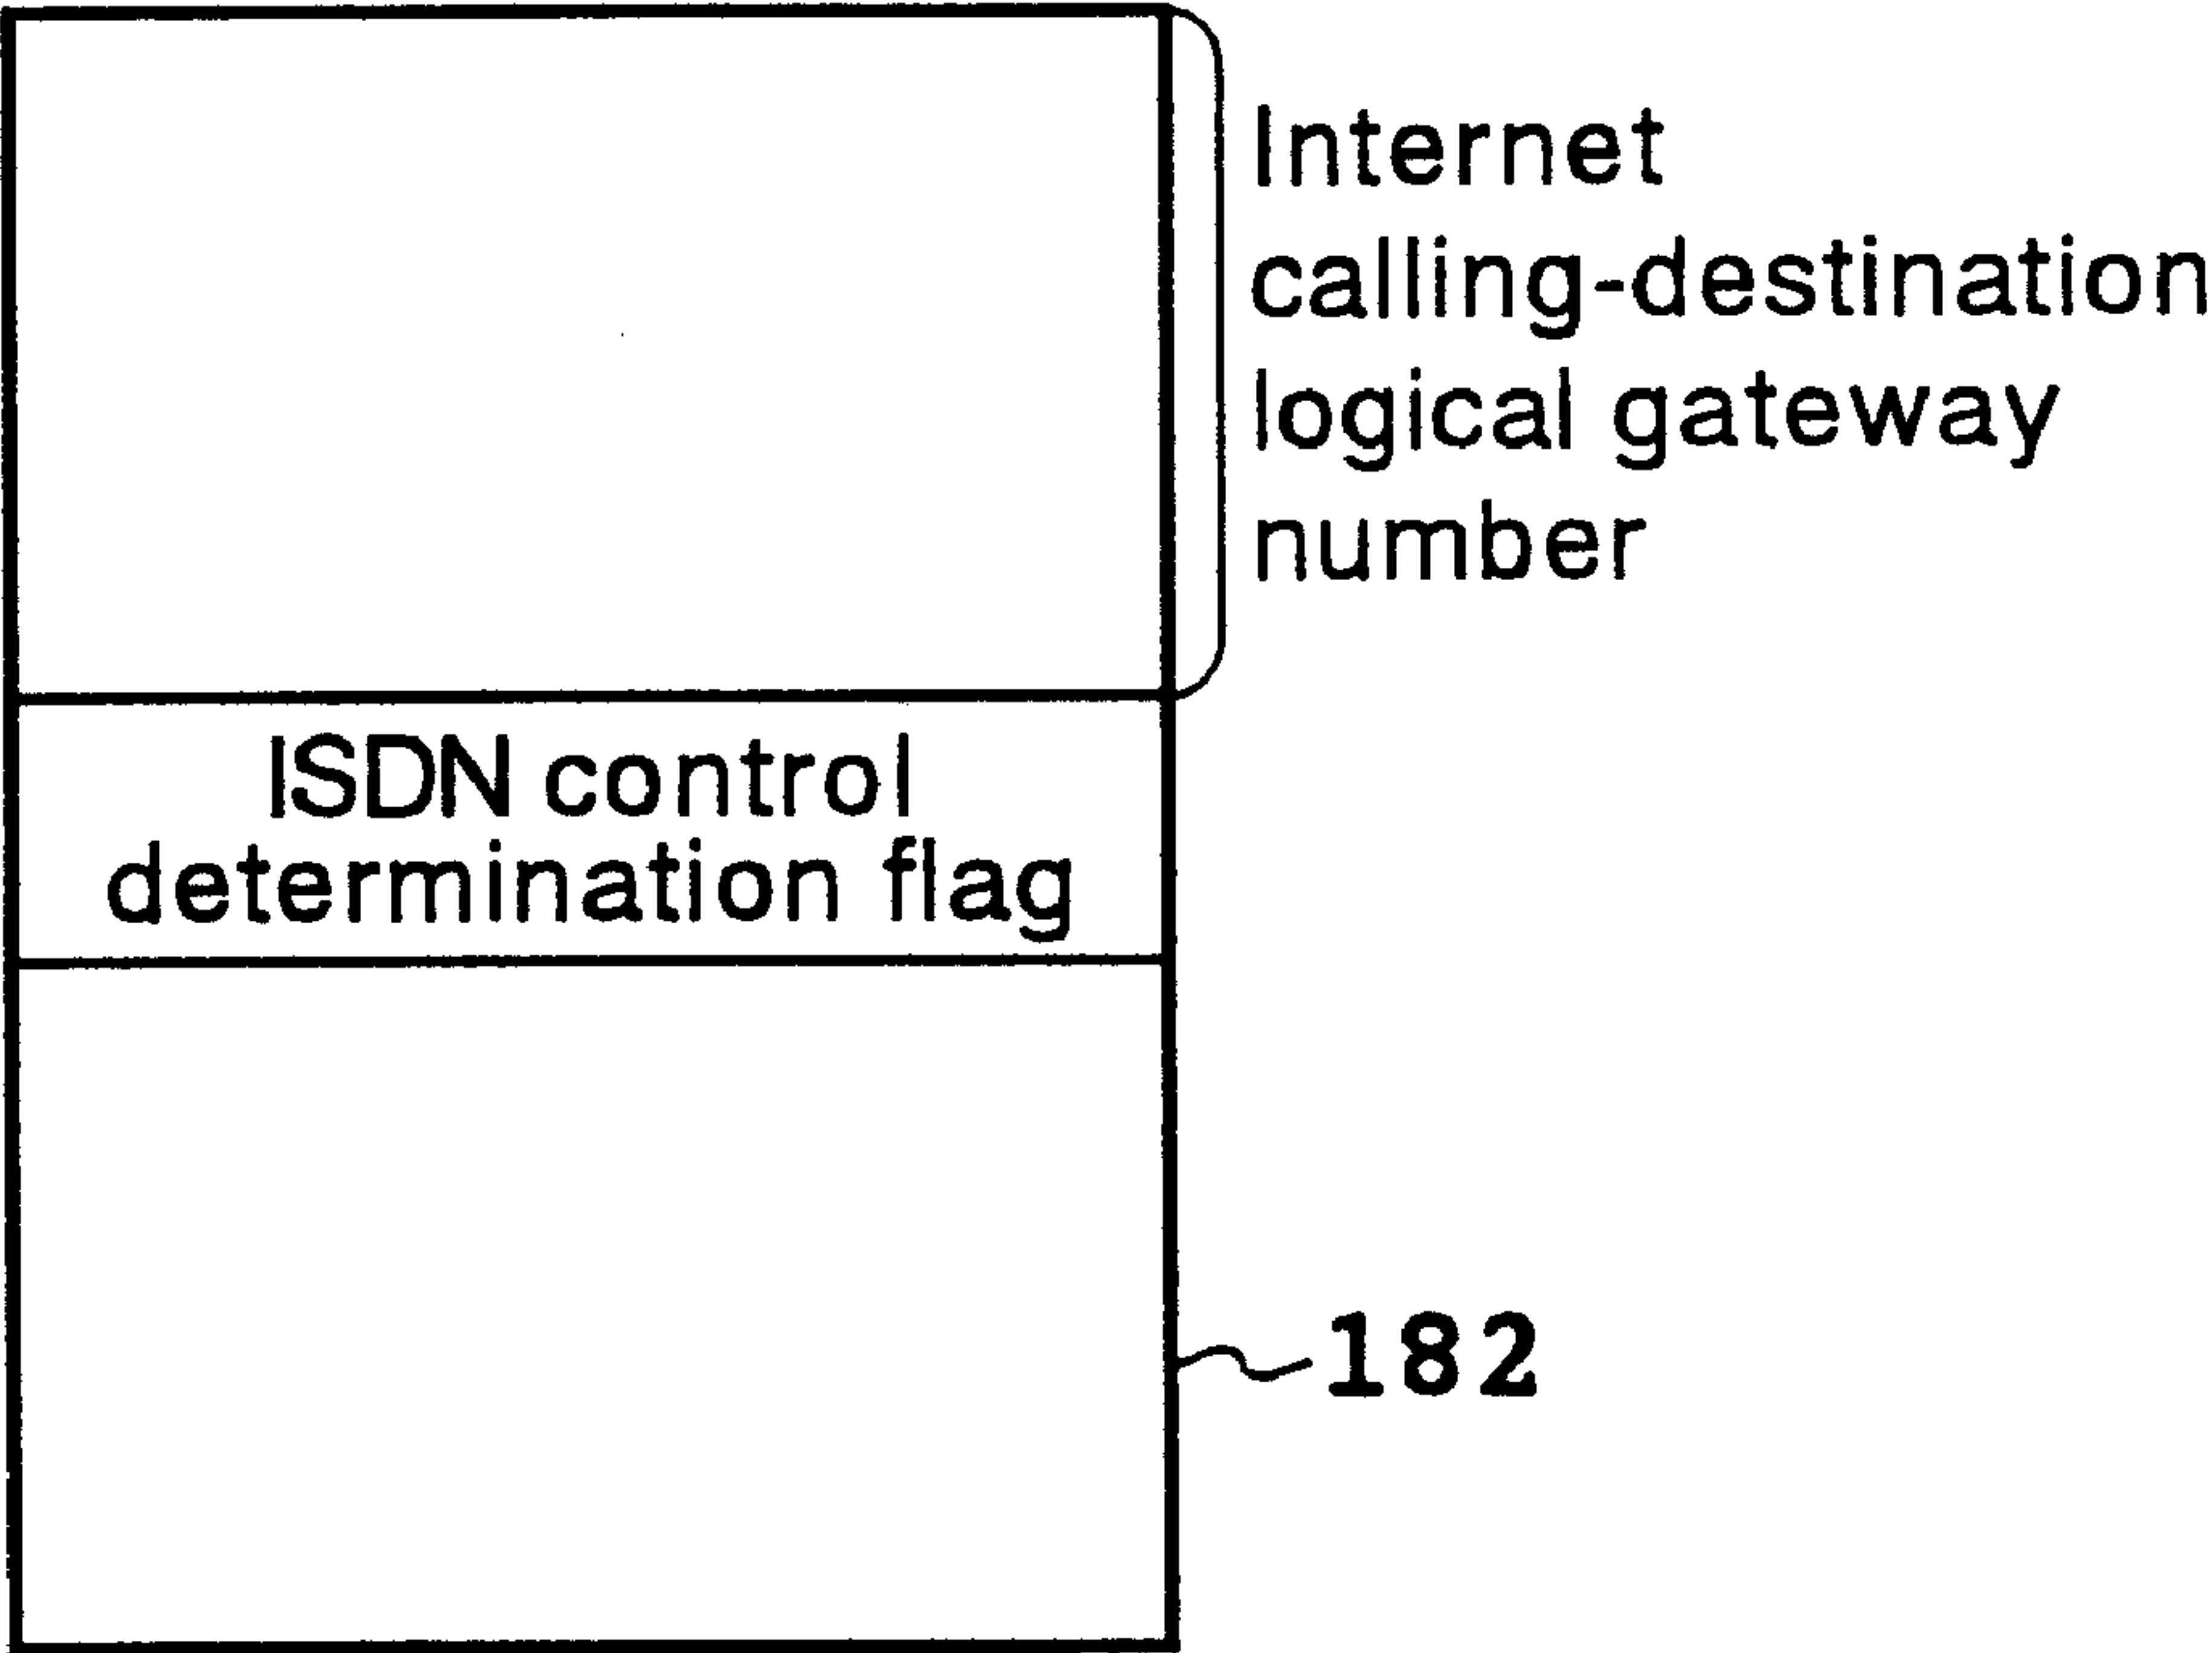 Internet
calling-destination
logical gateway
number
ISDN control
determination flag
182